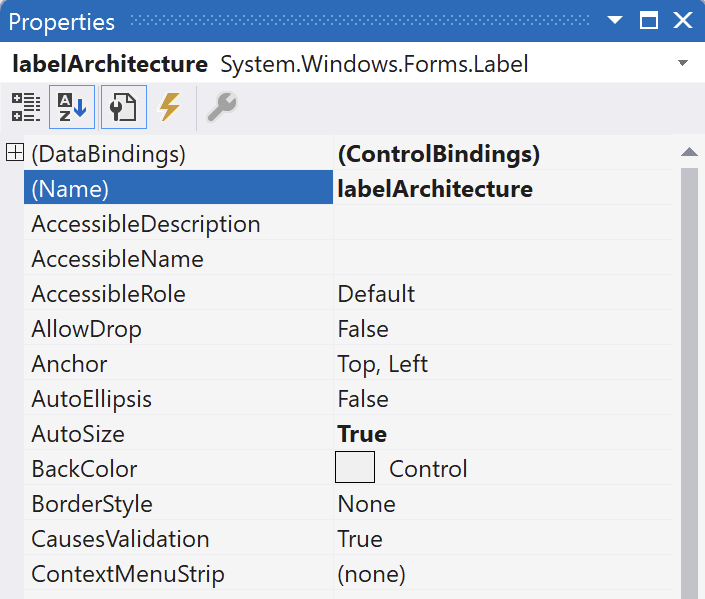 Properties
labelArchitecture System.Windows.Forms.Label
A Z
(DataBindings) (ControlBindings)
(Name) labelArchitecture
AccessibleDescription
AccessibleName
AccessibleRole Default
AllowDrop False
Anchor Top, Left
AutoEllipsis False
AutoSize True
BackColor Control
BorderStyle None
CausesValidation True
ContextMenuStrip (none)